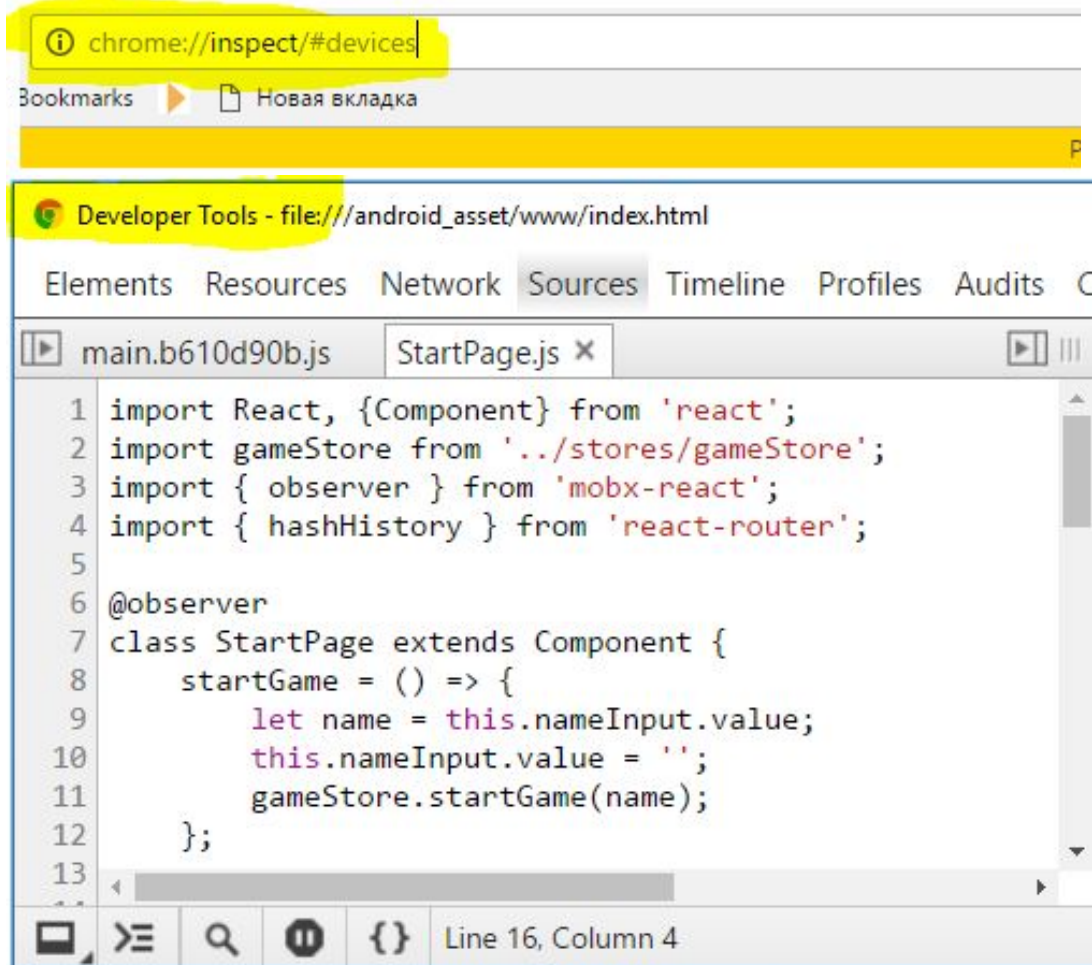 chrome://inspect/#devices
Bookmarks Новая вкладка
Developer Tools - file:///android_asset/www/index.html
Elements Resources Network Sources Timeline Profiles Audits
main.b610d90b.js StartPage.js ×
1 import React, {Component} from 'react';
2 import gameStore from '../stores/gameStore';
3 import { observer } from 'mobx-react';
4 import { hashHistory } from 'react-router';
5
6 @observer
7 class StartPage extends Component {
8 startGame = () => {
9 let name = this.nameInput.value;
10 this.nameInput.value = '';
11 gameStore.startGame(name);
12 };
13
{} Line 16, Column 4